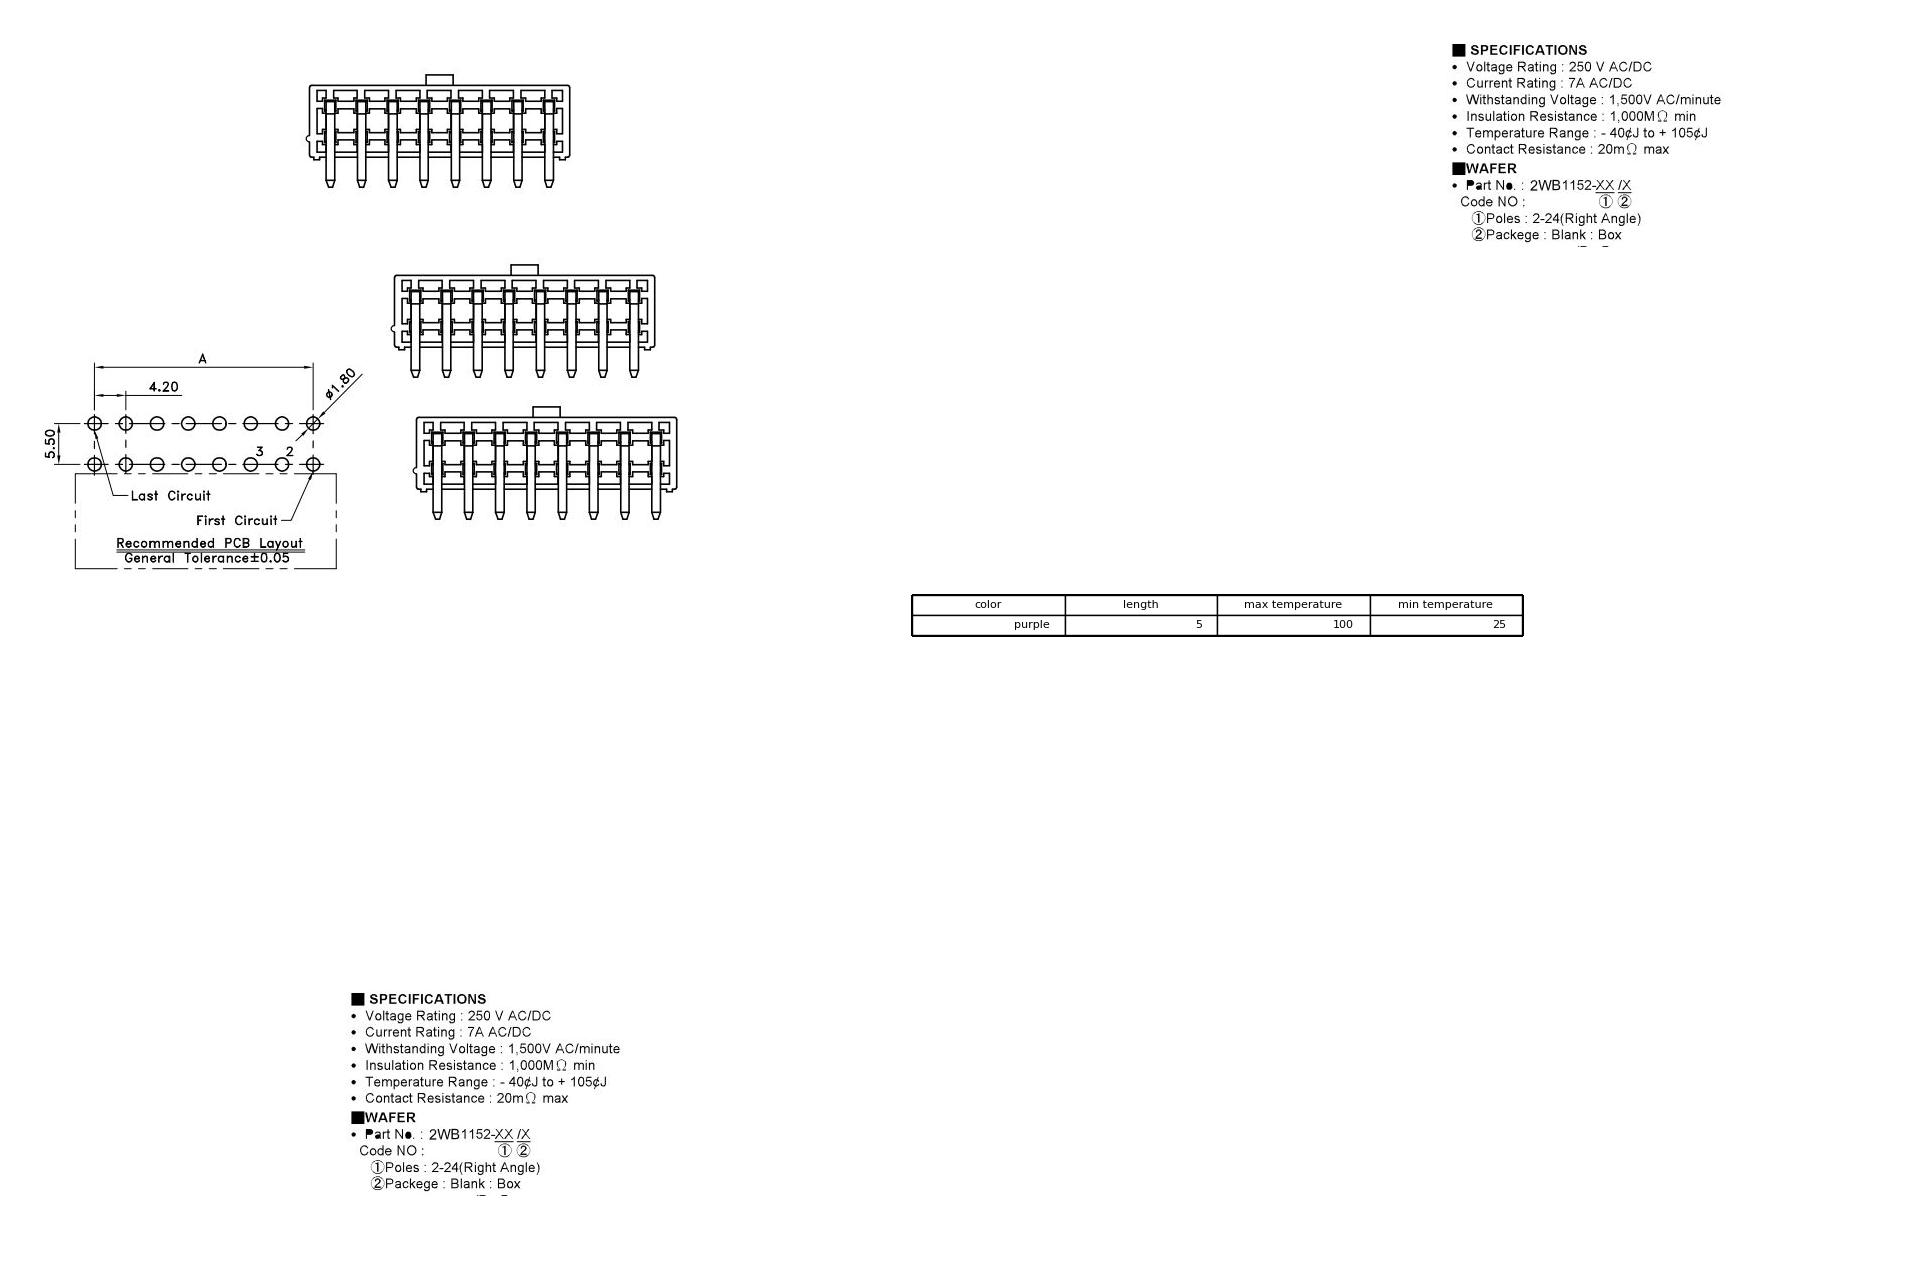 ■ SPECIFICATIONS
• Voltage Rating : 250 V AC/DC
• Current Rating : 7A AC/DC
• Withstanding Voltage : 1,500V AC/minute
• Insulation Resistance : 1,000MΩ min
• Temperature Range : - 40¢J to + 105¢J
• Contact Resistance : 20mΩ max
■WAFER
• Part No. : 2WB1152-XX /X
Code NO : ① ②
①Poles : 2-24(Right Angle)
②Packege : Blank : Box
A
4.20
ø1.80
5.50
3 2
Last Circuit
First Circuit
Recommended PCB Layout
General Tolerance±0.05
color length max temperature min temperature
purple 5 100 25
■ SPECIFICATIONS
• Voltage Rating : 250 V AC/DC
• Current Rating : 7A AC/DC
• Withstanding Voltage : 1,500V AC/minute
• Insulation Resistance : 1,000MΩ min
• Temperature Range : - 40¢J to + 105¢J
• Contact Resistance : 20mΩ max
■WAFER
• Part No. : 2WB1152-XX /X
Code NO : ① ②
①Poles : 2-24(Right Angle)
②Packege : Blank : Box